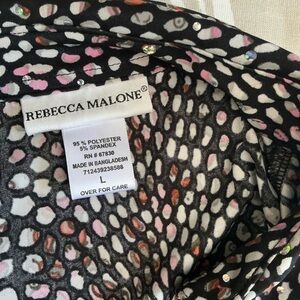 REBECCA MALONE®
95 % POLYESTER
5% SPANDEX
RN # 67830
MADE IN BANGLADESH
712439238588
L
OVER FOR CARE